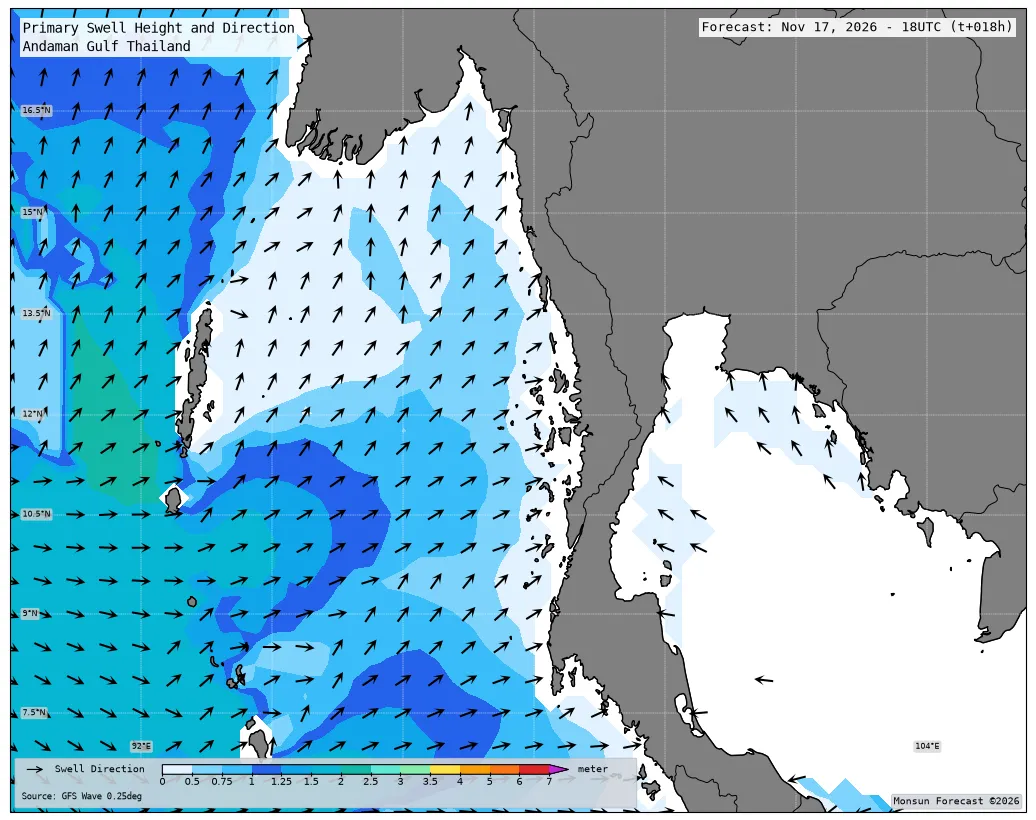 Primary Swell Height and Direction
Andaman Gulf Thailand
Forecast: Nov 17, 2026 - 18UTC (t+018h)
16.5°N
15°N
13.5°N
12°N
10.5°N
9°N
7.5°N
92°E
104°E
Swell Direction
meter
0 0.5 0.75 1.25 1.5 2 2.5 3 3.5 4 5 6 7
Source: GFS Wave 0.25deg
Monsun Forecast ©2026